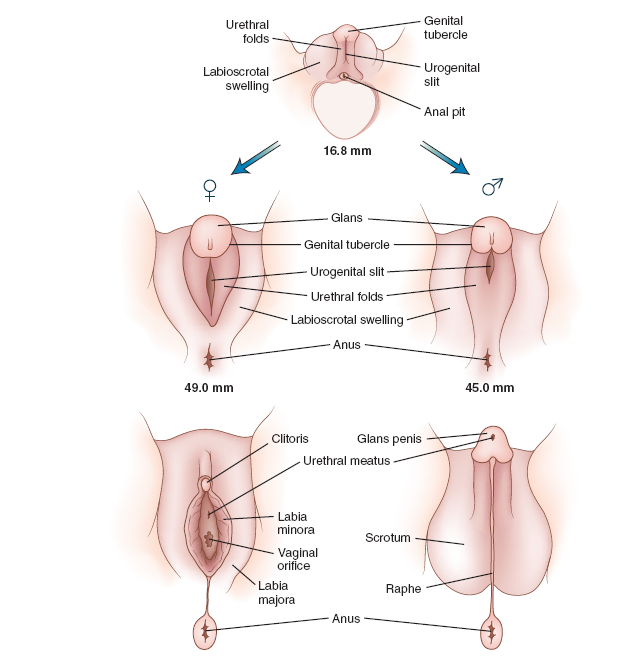 Urethral
folds
Genital
tubercle
Labioscrotal
swelling
Urogenital
slit
Anal pit
16.8 mm
♀
♂
Glans
Genital tubercle
Urogenital slit
Urethral folds
Labioscrotal swelling
Anus
49.0 mm
45.0 mm
Clitoris
Glans penis
Urethral meatus
Labia
minora
Scrotum
Vaginal
orifice
Labia
majora
Raphe
Anus